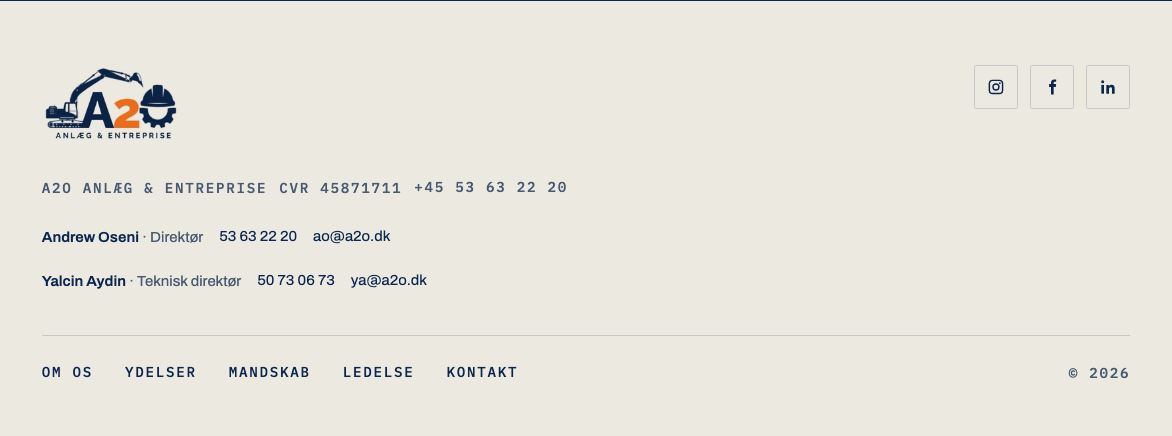 A2O
ANLÆG & ENTREPRISE
A2O ANLÆG & ENTREPRISE CVR 45871711 +45 53 63 22 20
Andrew Oseni · Direktør 53 63 22 20 ao@a2o.dk
Yalcin Aydin · Teknisk direktør 50 73 06 73 ya@a2o.dk
OM OS YDELSER MANDSKAB LEDELSE KONTAKT © 2026